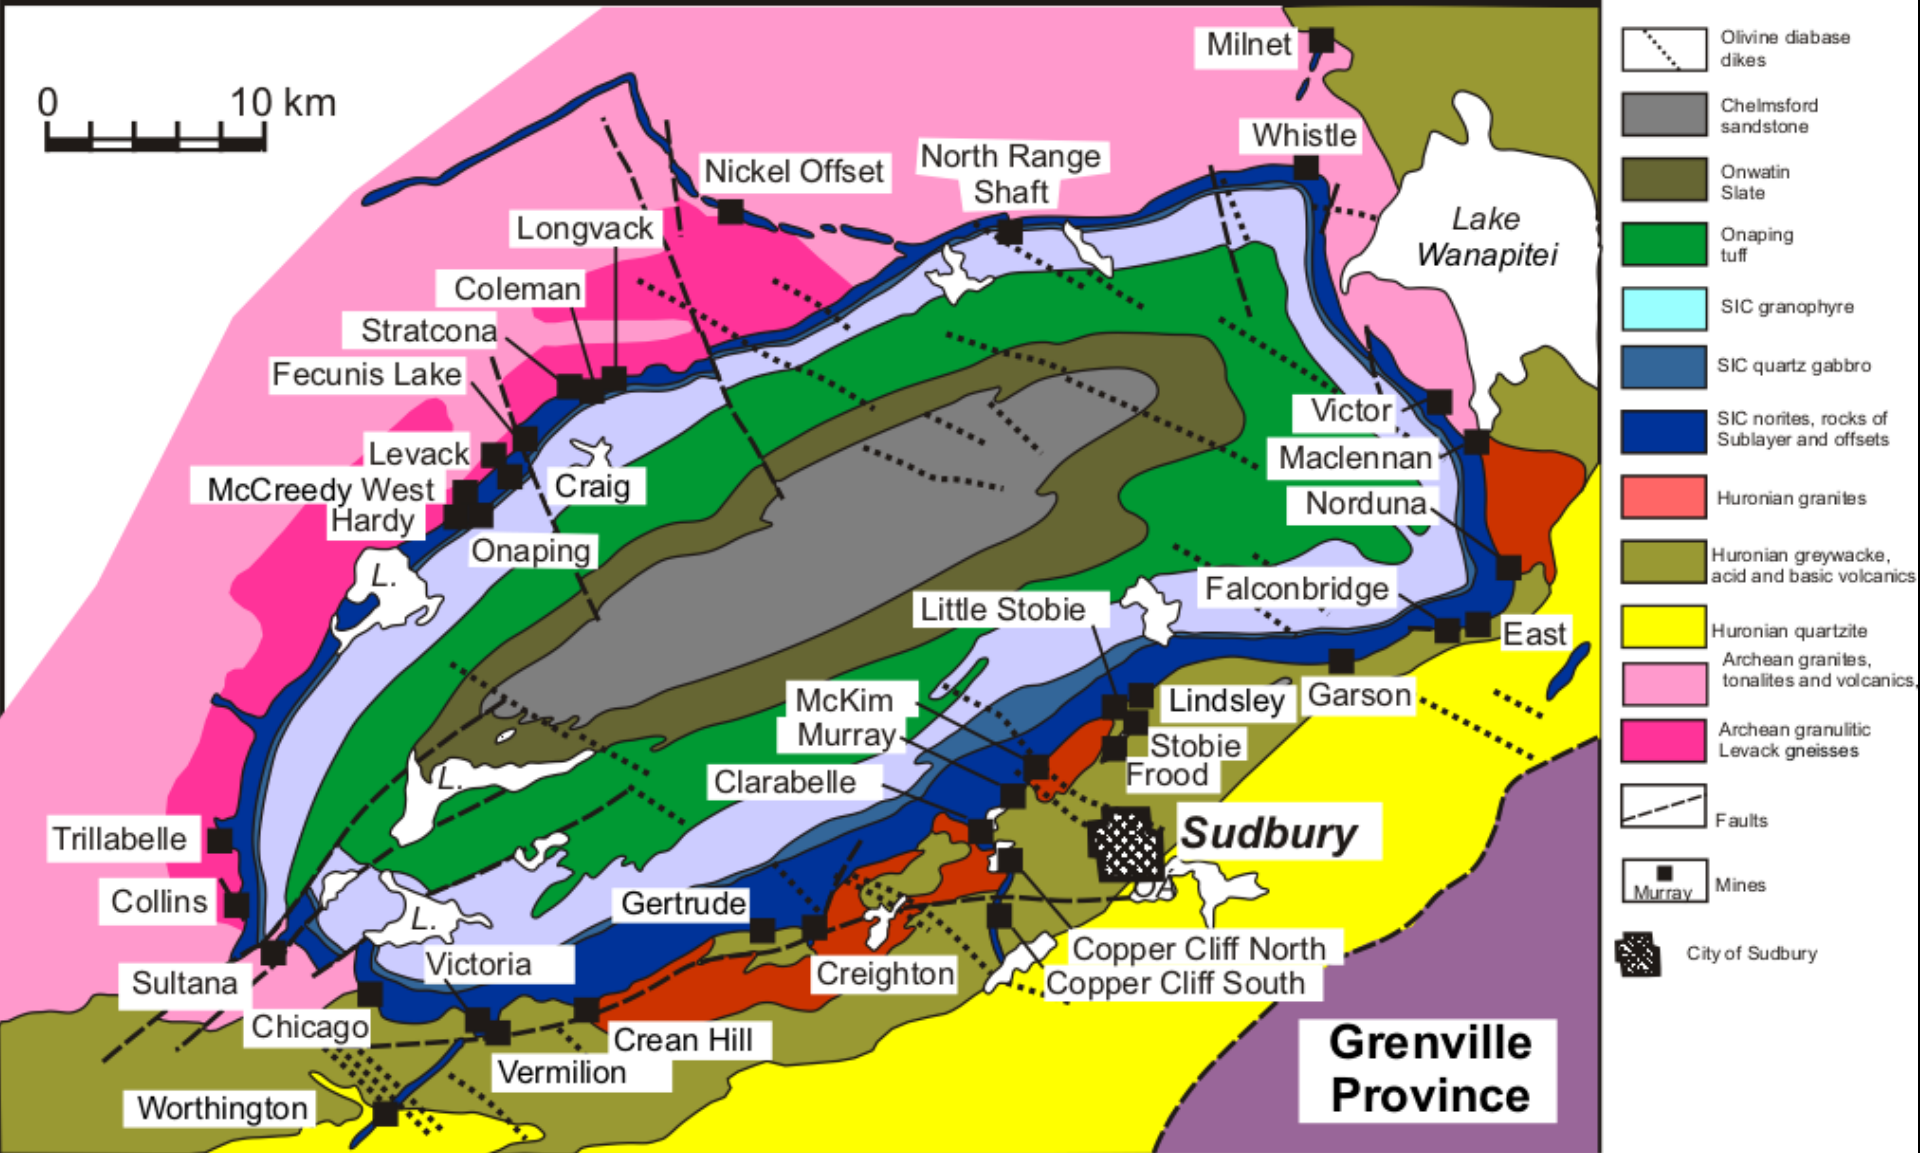 0 10 km
Milnet
Whistle
North Range
Shaft
Nickel Offset
Longvack
Coleman
Stratcona
Fecunis Lake
Levack
McCreedy West
Hardy
Craig
Onaping
L.
Lake
Wanapitei
Victor
Maclennan
Norduna
Falconbridge
East
Little Stobie
Lindsley
Garson
McKim
Murray
Stobie
Frood
Clarabelle
L.
Sudbury
Trillabelle
Collins
Gertrude
L.
Victoria
Creighton
Copper Cliff North
Copper Cliff South
Sultana
Chicago
Crean Hill
Vermilion
Worthington
Grenville
Province
Olivine diabase
dikes
Chelmsford
sandstone
Onwatin
Slate
Onaping
tuff
SIC granophyre
SIC quartz gabbro
SIC norites, rocks of
Sublayer and offsets
Huronian granites
Huronian greywacke,
acid and basic volcanics
Huronian quartzite
Archean granites,
tonalites and volcanics,
Archean granulitic
Levack gneisses
Faults
Murray
Mines
City of Sudbury